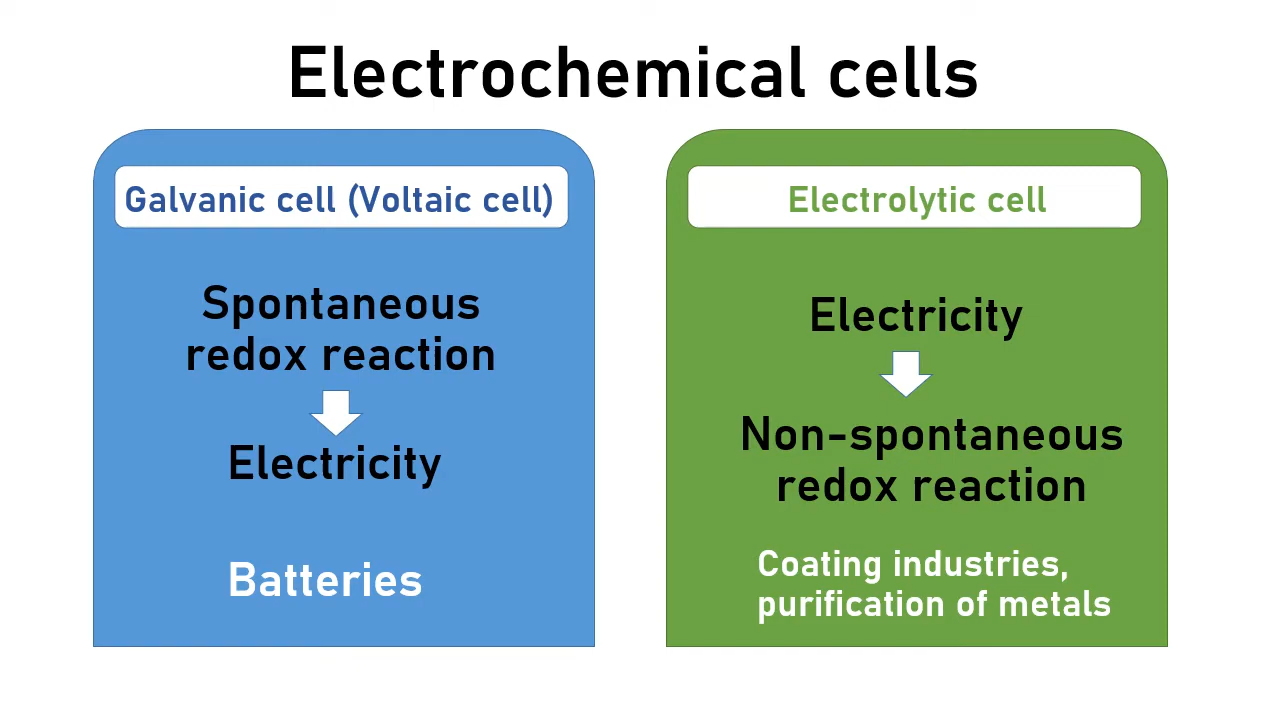 Electrochemical cells
Galvanic cell (Voltaic cell)
Spontaneous
redox reaction
Electricity
Batteries
Electrolytic cell
Electricity
Non-spontaneous
redox reaction
Coating industries,
purification of metals